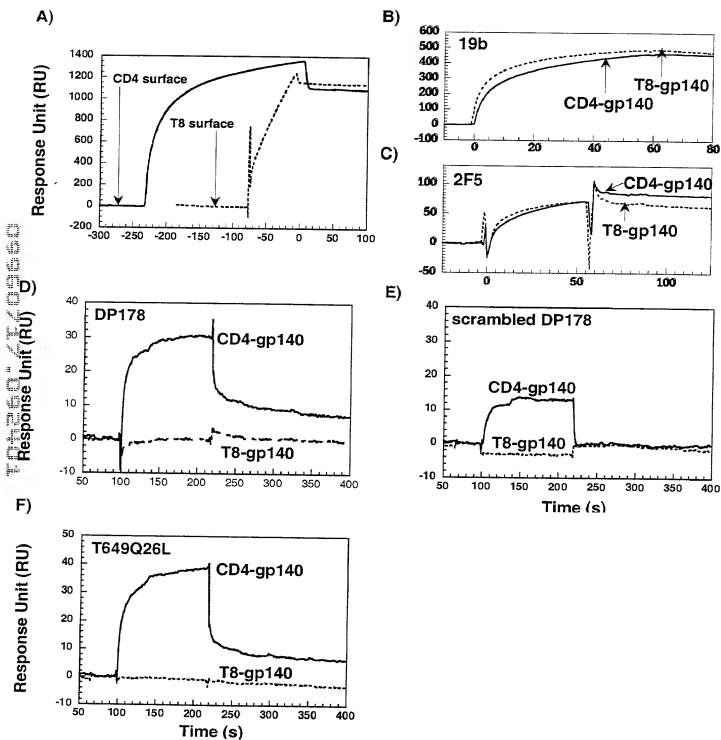 A)
Response Unit (RU)
1400
1200
1000
800
600
400
200
0
-200
CD4 surface
T8 surface
-300 -200 -100 0 100
B)
600
500
400
300
200
100
0
-100
19b
T8-gp140
CD4-gp140
0 20 40 60 80
C)
100
50
0
-50
2F5
CD4-gp140
T8-gp140
0 50 100
D)
Response Unit (RU)
40
30
20
10
0
-10
DP178
CD4-gp140
T8-gp140
50 100 150 200 250 300 350 400
E)
40
30
20
10
0
-10
scrambled DP178
CD4-gp140
T8-gp140
50 100 150 200 250 300 350 400
Time (s)
F)
Response Unit (RU)
50
40
30
20
10
0
-10
T649Q26L
CD4-gp140
T8-gp140
50 100 150 200 250 300 350 400
Time (s)